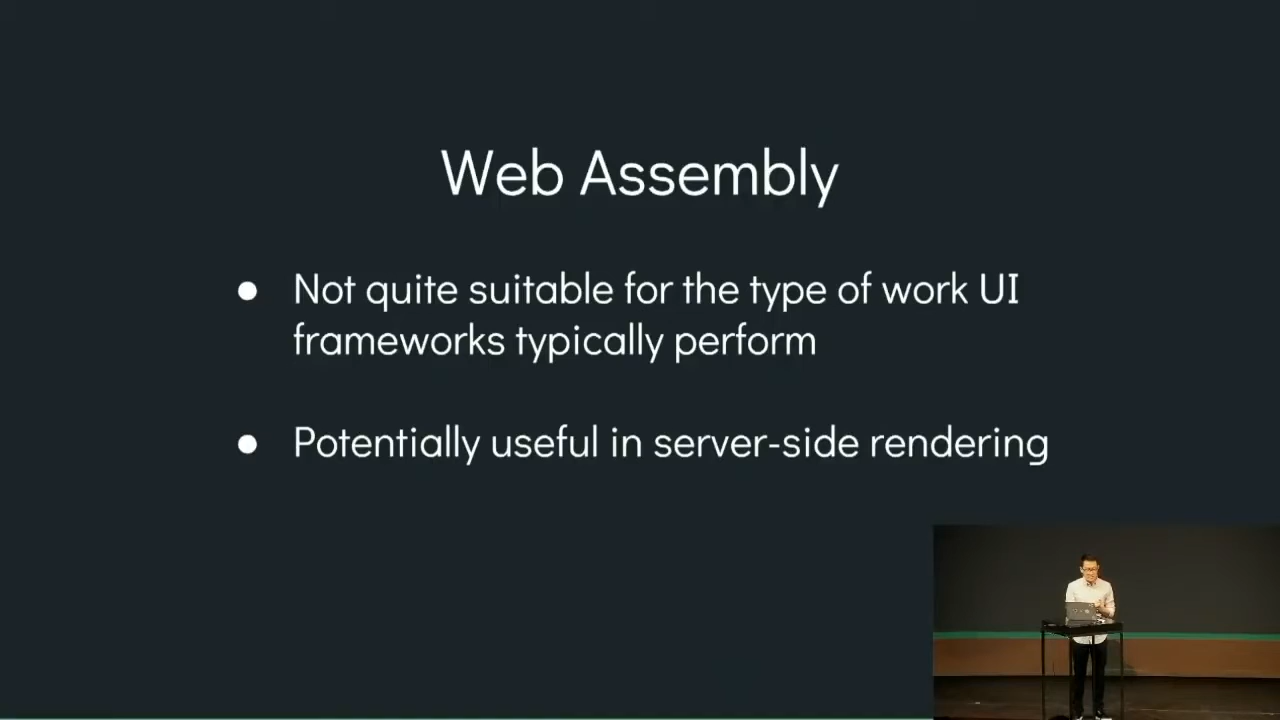 Web Assembly
● Not quite suitable for the type of work UI
frameworks typically perform
● Potentially useful in server-side rendering